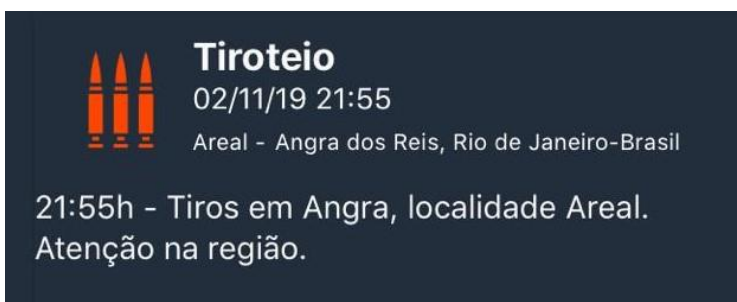 Tiroteio
02/11/19 21:55
Areal - Angra dos Reis, Rio de Janeiro-Brasil
21:55h - Tiros em Angra, localidade Areal.
Atenção na região.